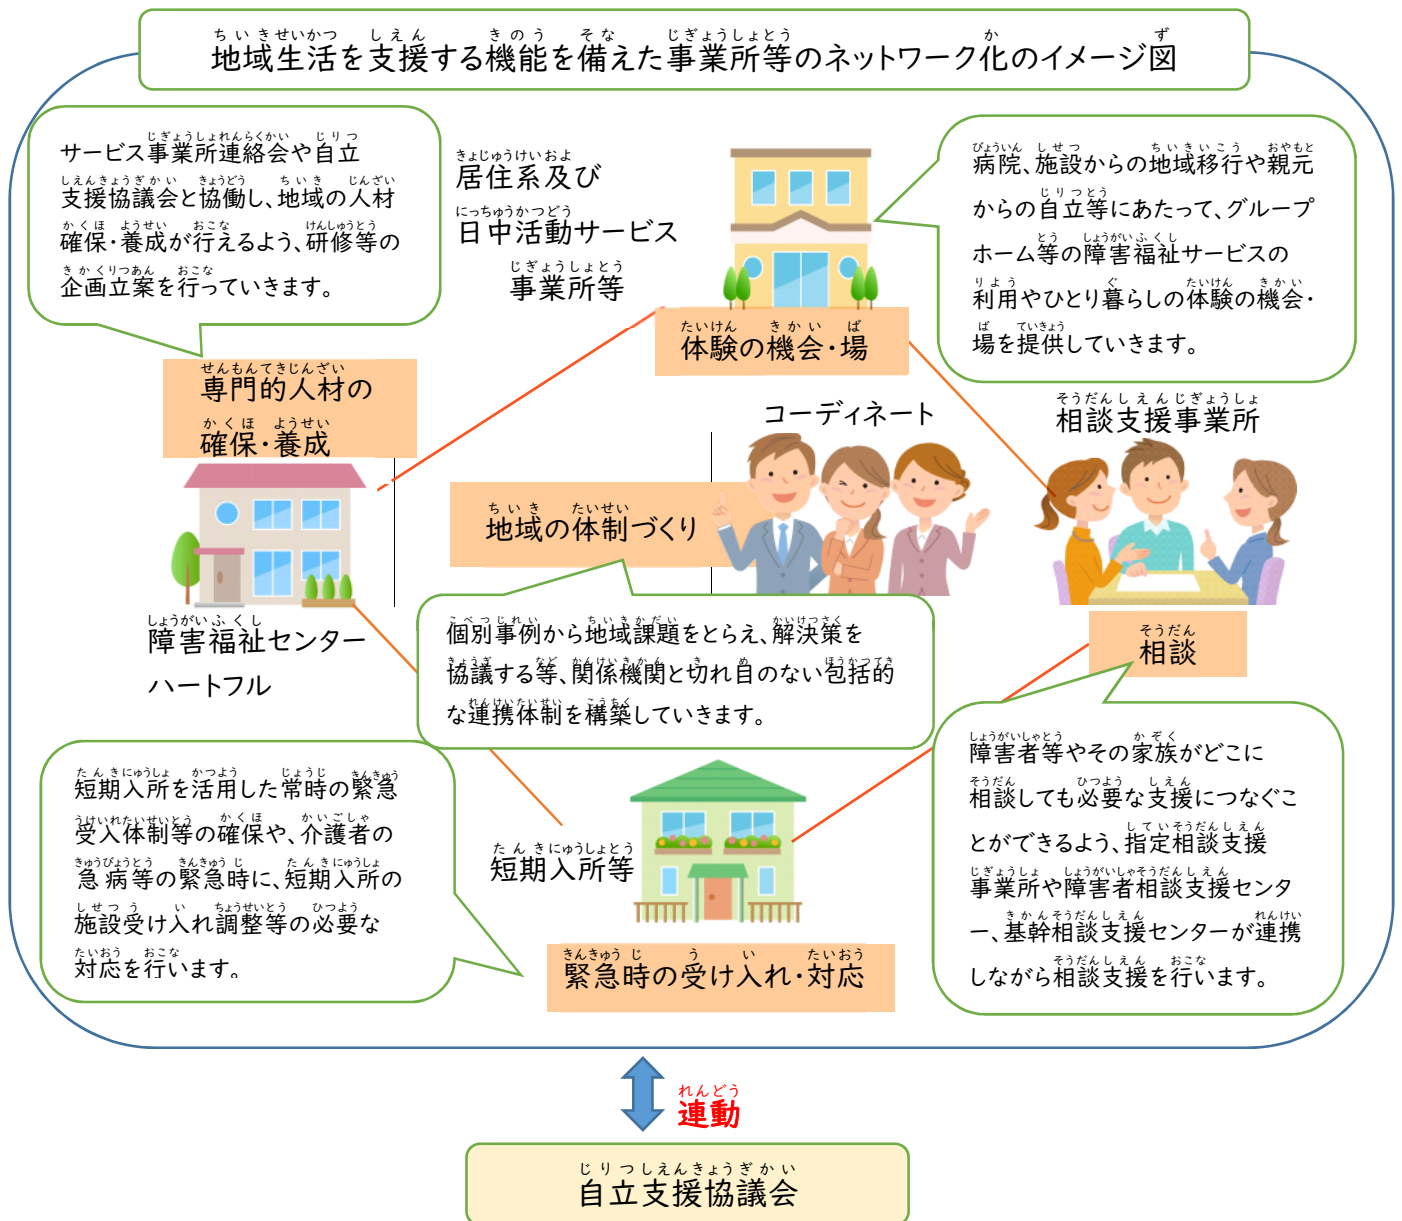 地域生活を支援する機能を備えた事業所等のネットワーク化のイメージ図
サービス事業所連絡会や自立
支援協議会と協働し、地域の人材
確保・養成が行えるよう、研修等の
企画立案を行っていきます。
居住系及び
日中活動サービス
事業所等
病院、施設からの地域移行や親元
からの自立等にあたって、グループ
ホーム等の障害福祉サービスの
利用やひとり暮らしの体験の機会・
場を提供していきます。
体験の機会・場
専門的人材の
確保・養成
コーディネート
相談支援事業所
地域の体制づくり
障害福祉センター
ハートフル
個別事例から地域課題をとらえ、解決策を
協議する等、関係機関と切れ目のない包括的
な連携体制を構築していきます。
相談
短期入所を活用した常時の緊急
受入体制等の確保や、介護者の
急病等の緊急時に、短期入所の
施設受け入れ調整等の必要な
対応を行います。
短期入所等
緊急時の受け入れ・対応
障害者等やその家族がどこに
相談しても必要な支援につなぐこ
とができるよう、指定相談支援
事業所や障害者相談支援センタ
ー、基幹相談支援センターが連携
しながら相談支援を行います。
連動
自立支援協議会